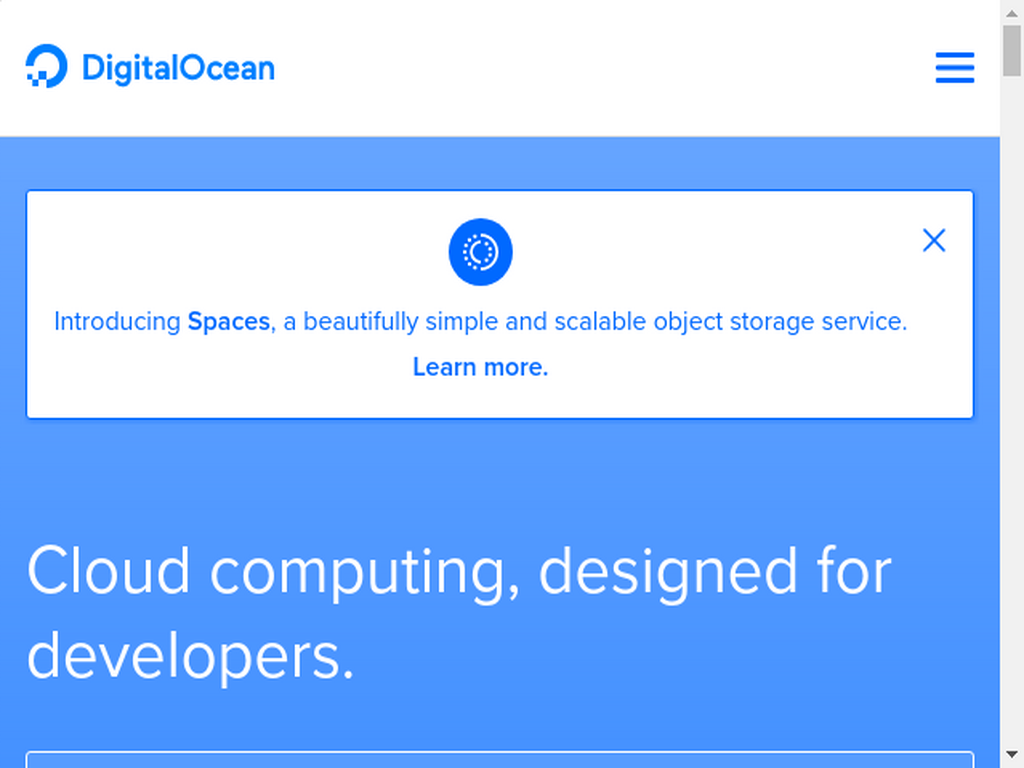 DigitalOcean
Introducing Spaces, a beautifully simple and scalable object storage service.
Learn more.
Cloud computing, designed for
developers.